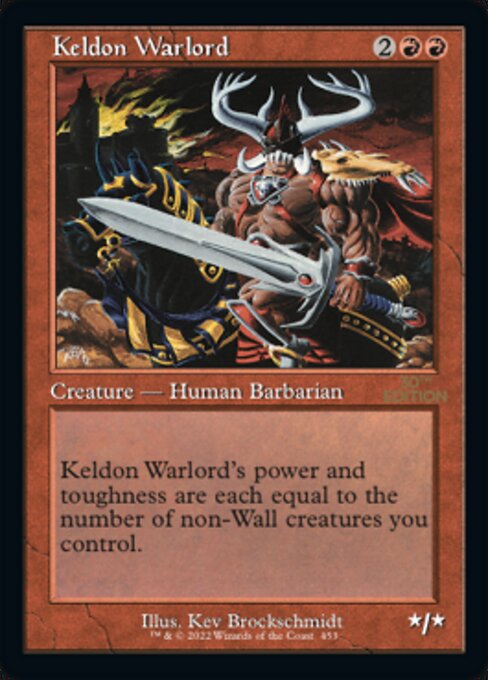 Keldon Warlord 2
Creature — Human Barbarian
30TH
EDITION
Keldon Warlord's power and
toughness are each equal to the
number of non-Wall creatures you
control.
Illus. Kev Brockschmidt
™ & © 2022 Wizards of the Coast 453
★/★